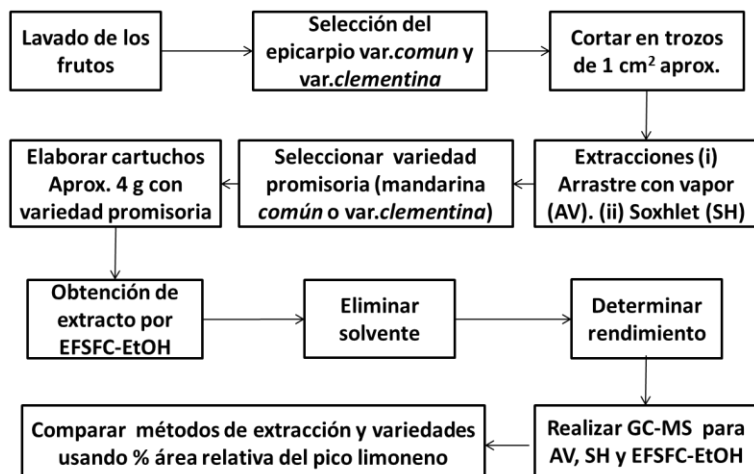 Lavado de los
frutos
Selección del
epicarpio var.comun y
var.clementina
Cortar en trozos
de 1 cm² aprox.
Extracciones (i)
Arrastre con vapor
(AV). (ii) Soxhlet (SH)
Seleccionar variedad
promisoria (mandarina
común o var.clementina)
Elaborar cartuchos
Aprox. 4 g con
variedad promisoria
Obtención de
extracto por
EFSFC-EtOH
Eliminar
solvente
Determinar
rendimiento
Realizar GC-MS para
AV, SH y EFSFC-EtOH
Comparar métodos de extracción y variedades
usando % área relativa del pico limoneno